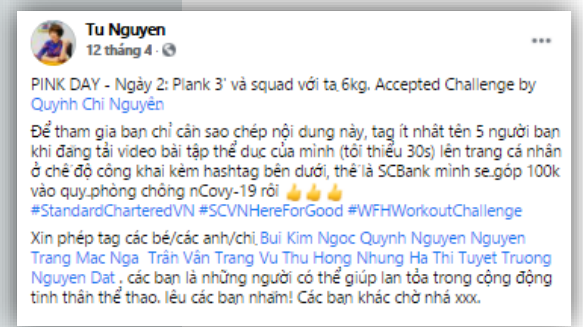 Tu Nguyen
12 tháng 4 ·
PINK DAY - Ngày 2: Plank 3' và squad với tạ 6kg. Accepted Challenge by
Quỳnh Chi Nguyễn
Để tham gia bạn chỉ cần sao chép nội dung này, tag ít nhất tên 5 người bạn
khi đăng tải video bài tập thể dục của mình (tối thiểu 30s) lên trang cá nhân
ở chế độ công khai kèm hashtag bên dưới, thế là SCBank mình sẽ góp 100k
vào quỹ phòng chống nCovy-19 rồi 👍👍👍
#StandardCharteredVN #SCVNHereForGood #WFHWorkoutChallenge
Xin phép tag các bé/các anh/chị Bui Kim Ngoc Quynh Nguyen Nguyen
Trang Mac Nga Trân Vân Trang Vu Thu Hong Nhung Ha Thi Tuyet Truong
Nguyen Dat . các bạn là những người có thể giúp lan tỏa trong cộng động
tinh thân thể thao. Iêu các bạn nhắm! Các bạn khác chờ nhá xxx.